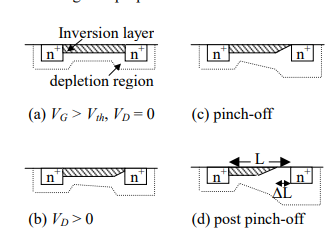 Inversion layer
n+ n+
depletion region
(a) VG > Vth, VD = 0
n+ n+
(c) pinch-off
n+ n+
(b) VD > 0
L
n+ n+
ΔL
(d) post pinch-off